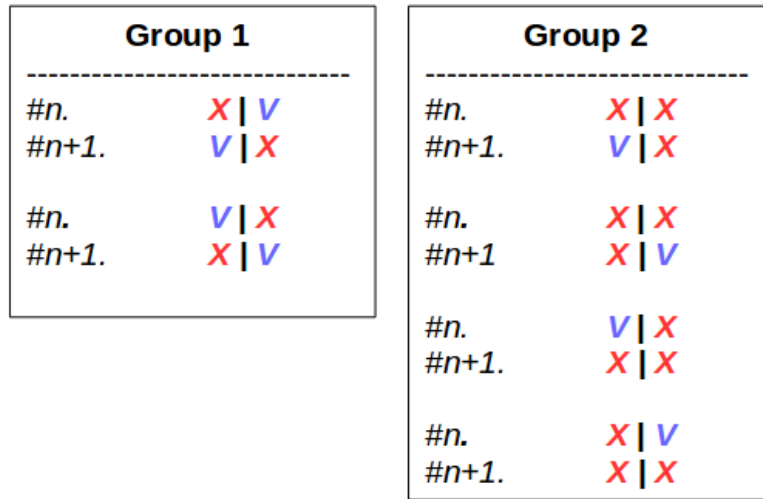 Group 1
------------------------------
#n. X | V
#n+1. V | X
#n. V | X
#n+1. X | V
Group 2
------------------------------
#n. X | X
#n+1. V | X
#n. X | X
#n+1 X | V
#n. V | X
#n+1. X | X
#n. X | V
#n+1. X | X